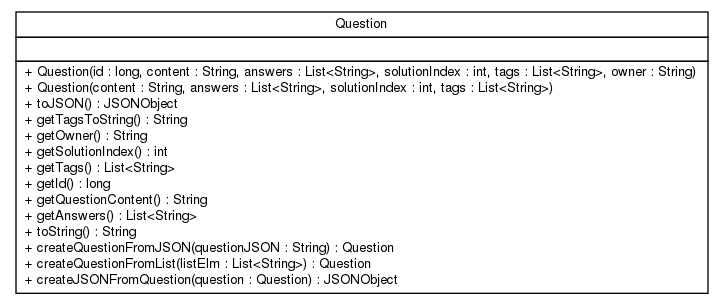 Question
+ Question(id : long, content : String, answers : List<String>, solutionIndex : int, tags : List<String>, owner : String)
+ Question(content : String, answers : List<String>, solutionIndex : int, tags : List<String>)
+ toJSON() : JSONObject
+ getTagsToString() : String
+ getOwner() : String
+ getSolutionIndex() : int
+ getTags() : List<String>
+ getId() : long
+ getQuestionContent() : String
+ getAnswers() : List<String>
+ toString() : String
+ createQuestionFromJSON(questionJSON : String) : Question
+ createQuestionFromList(listElm : List<String>) : Question
+ createJSONFromQuestion(question : Question) : JSONObject